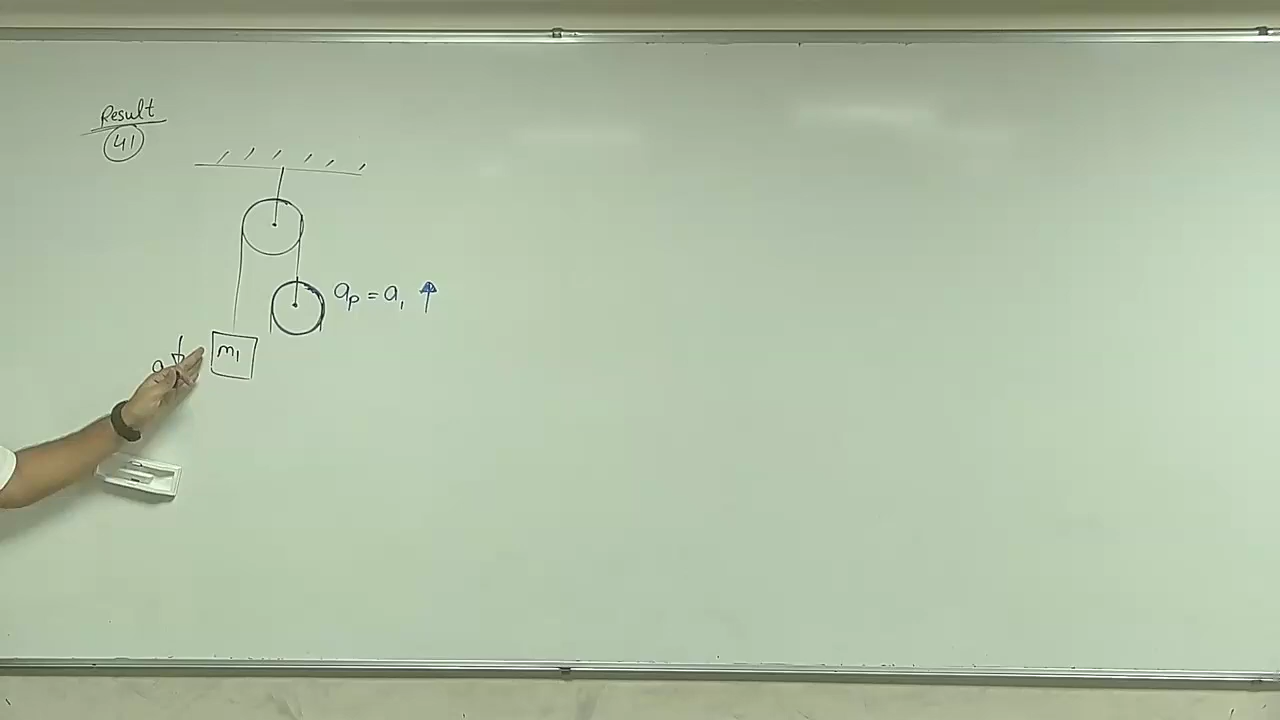 Result
41
aₚ = a₁ ↑
m₁